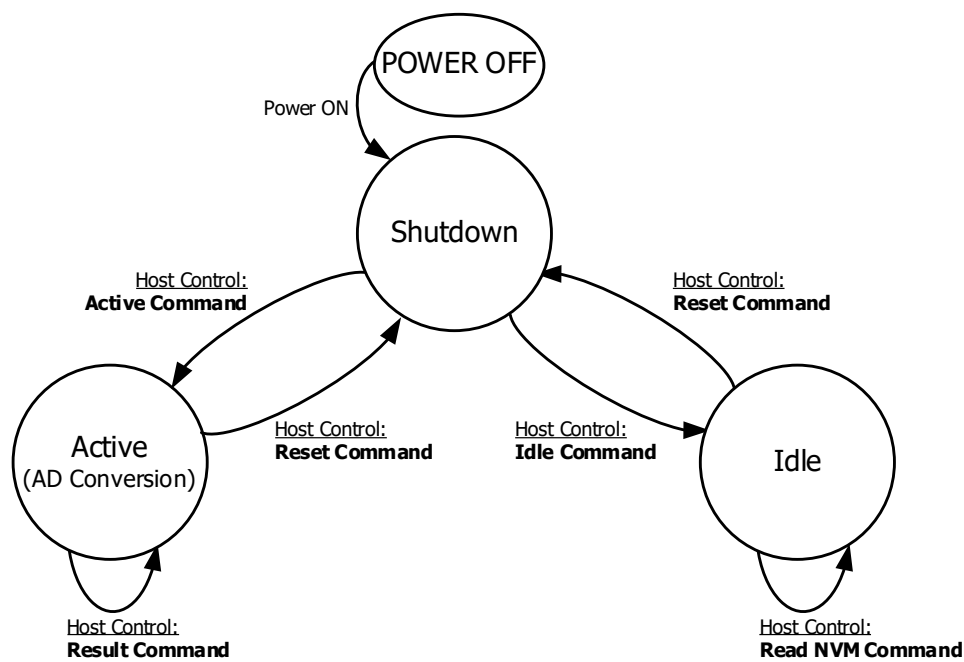 POWER OFF
Power ON
Shutdown
Host Control:
Active Command
Host Control:
Reset Command
Host Control:
Reset Command
Host Control:
Idle Command
Active
(AD Conversion)
Idle
Host Control:
Result Command
Host Control:
Read NVM Command